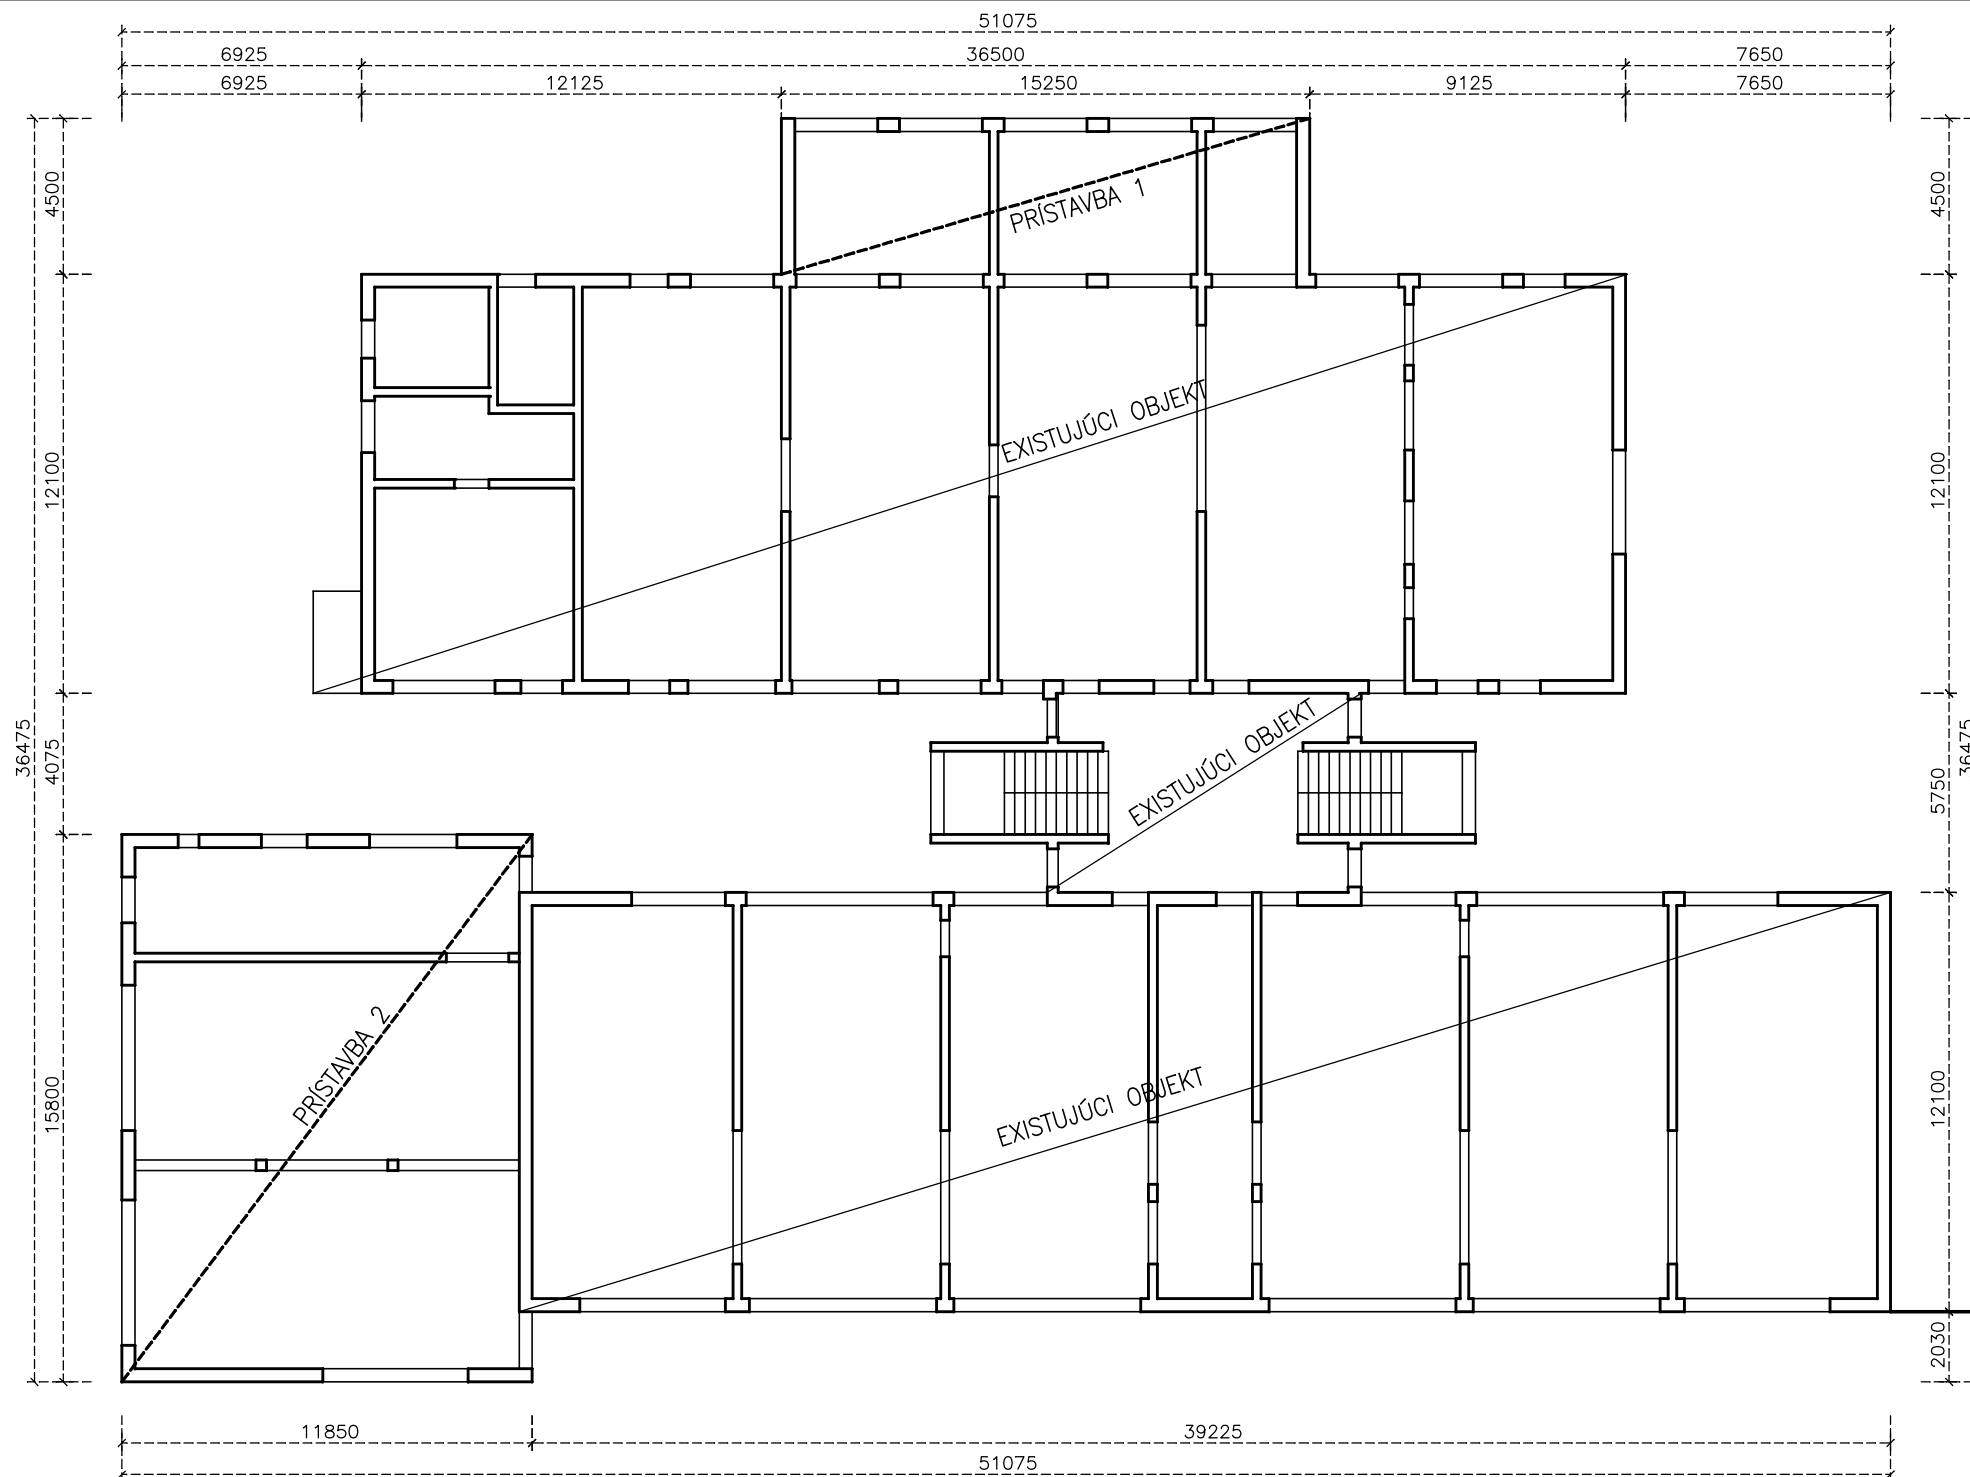 51075
6925 36500 7650
6925 12125 15250 9125 7650
4500 4500
PRÍSTAVBA 1
EXISTUJÚCI OBJEKT
12100 12100
EXISTUJÚCI OBJEKT
36475 4075 5750 36475
PRÍSTAVBA 2
EXISTUJÚCI OBJEKT
15800 12100
2030
11850 39225
51075